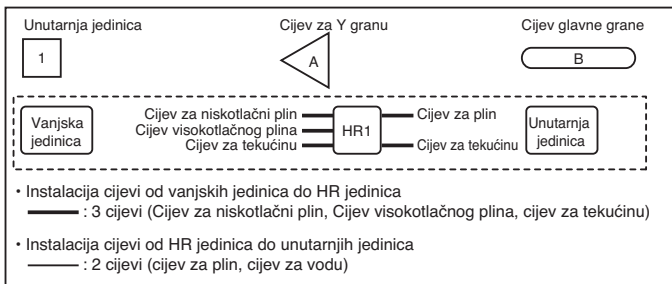 Unutarnja jedinica Cijev za Y granu Cijev glavne grane
1 A B
Vanjska jedinica
Cijev za niskotlačni plin
Cijev visokotlačnog plina
Cijev za tekućinu
HR1
Cijev za plin
Cijev za tekućinu
Unutarnja jedinica
• Instalacija cijevi od vanjskih jedinica do HR jedinica
: 3 cijevi (Cijev za niskotlačni plin, Cijev visokotlačnog plina, cijev za tekućinu)
• Instalacija cijevi od HR jedinica do unutarnjih jedinica
: 2 cijevi (cijev za plin, cijev za vodu)